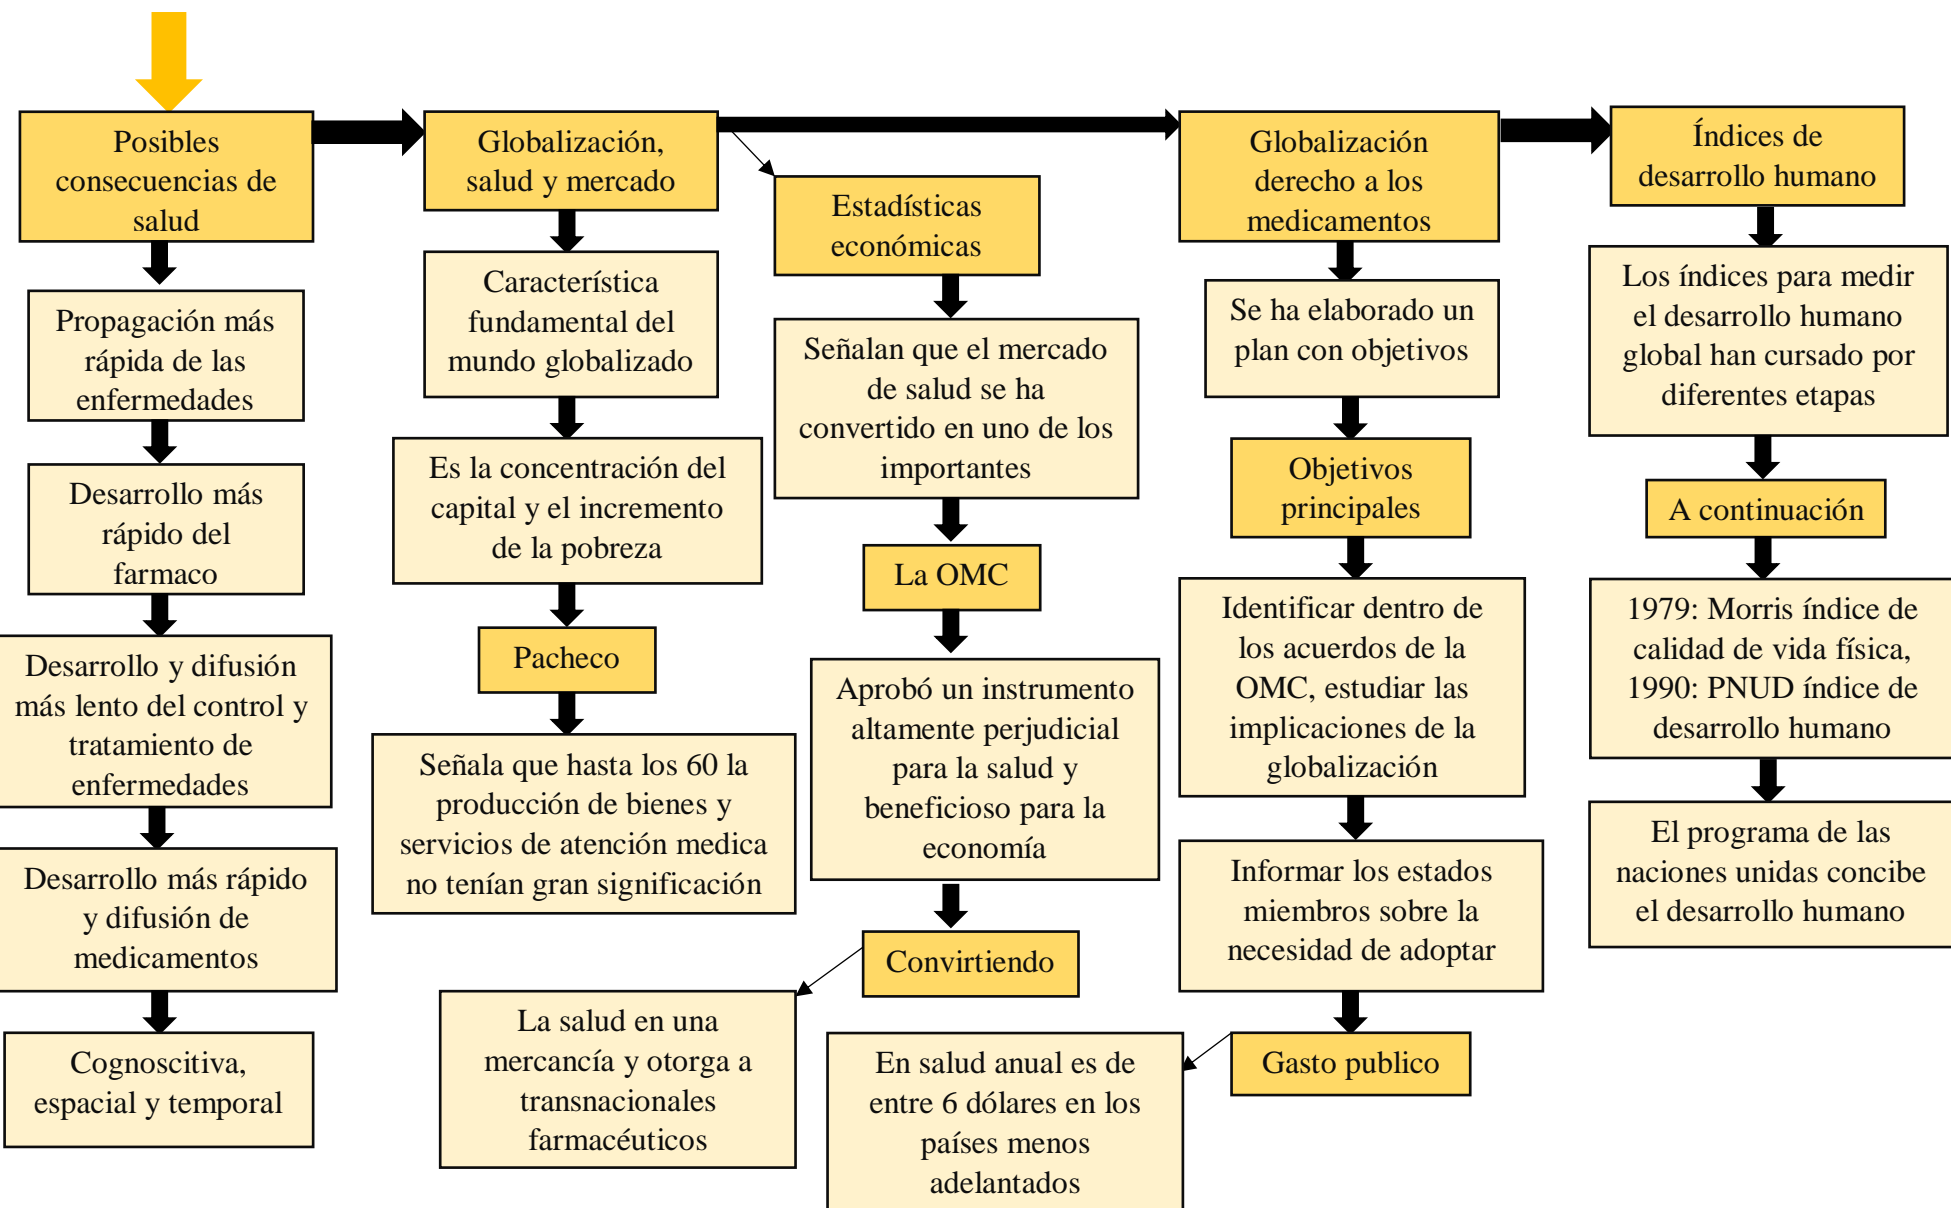 Posibles
consecuencias de
salud
Propagación más
rápida de las
enfermedades
Desarrollo más
rápido del
farmaco
Desarrollo y difusión
más lento del control y
tratamiento de
enfermedades
Desarrollo más rápido
y difusión de
medicamentos
Cognoscitiva,
espacial y temporal
Globalización,
salud y mercado
Característica
fundamental del
mundo globalizado
Es la concentración del
capital y el incremento
de la pobreza
Pacheco
Señala que hasta los 60 la
producción de bienes y
servicios de atención medica
no tenían gran significación
Estadísticas
económicas
Señalan que el mercado
de salud se ha
convertido en uno de los
importantes
La OMC
Aprobó un instrumento
altamente perjudicial
para la salud y
beneficioso para la
economía
Convirtiendo
La salud en una
mercancía y otorga a
transnacionales
farmacéuticos
Globalización
derecho a los
medicamentos
Se ha elaborado un
plan con objetivos
Objetivos
principales
Identificar dentro de
los acuerdos de la
OMC, estudiar las
implicaciones de la
globalización
Informar los estados
miembros sobre la
necesidad de adoptar
Gasto publico
En salud anual es de
entre 6 dólares en los
países menos
adelantados
Índices de
desarrollo humano
Los índices para medir
el desarrollo humano
global han cursado por
diferentes etapas
A continuación
1979: Morris índice de
calidad de vida física,
1990: PNUD índice de
desarrollo humano
El programa de las
naciones unidas concibe
el desarrollo humano